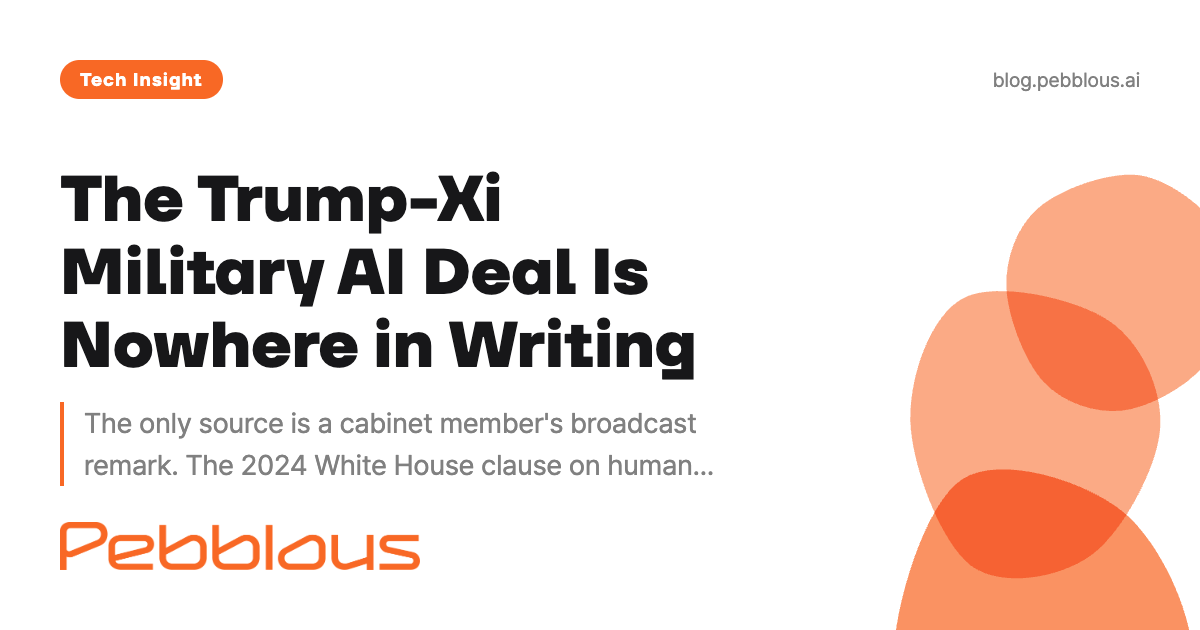 Tech Insight
blog.pebblous.ai
The Trump-Xi
Military AI Deal Is
Nowhere in Writing
The only source is a cabinet member's broadcast
remark. The 2024 White House clause on human...
Pebblous